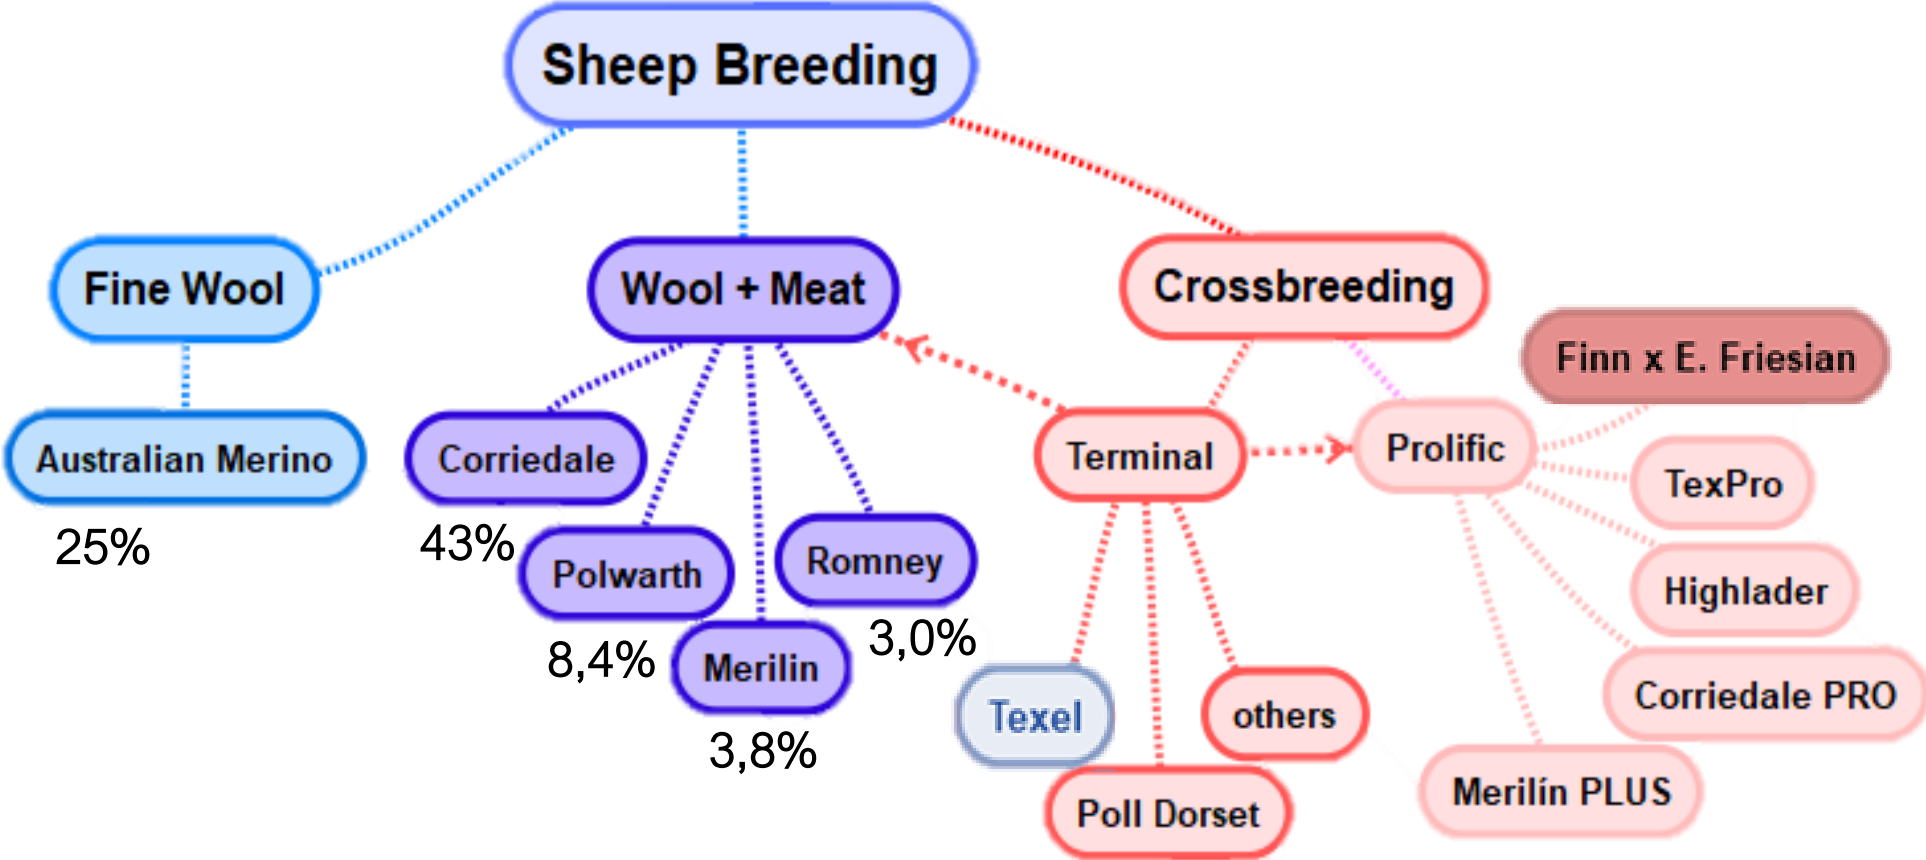 Sheep Breeding
Fine Wool
Wool + Meat
Crossbreeding
Finn x E. Friesian
Australian Merino
Corriedale
Terminal
Prolific
TexPro
25%
43%
Polwarth
Romney
Highlader
8,4%
Merilin
3,0%
Texel
others
Corriedale PRO
3,8%
Poll Dorset
Merilín PLUS